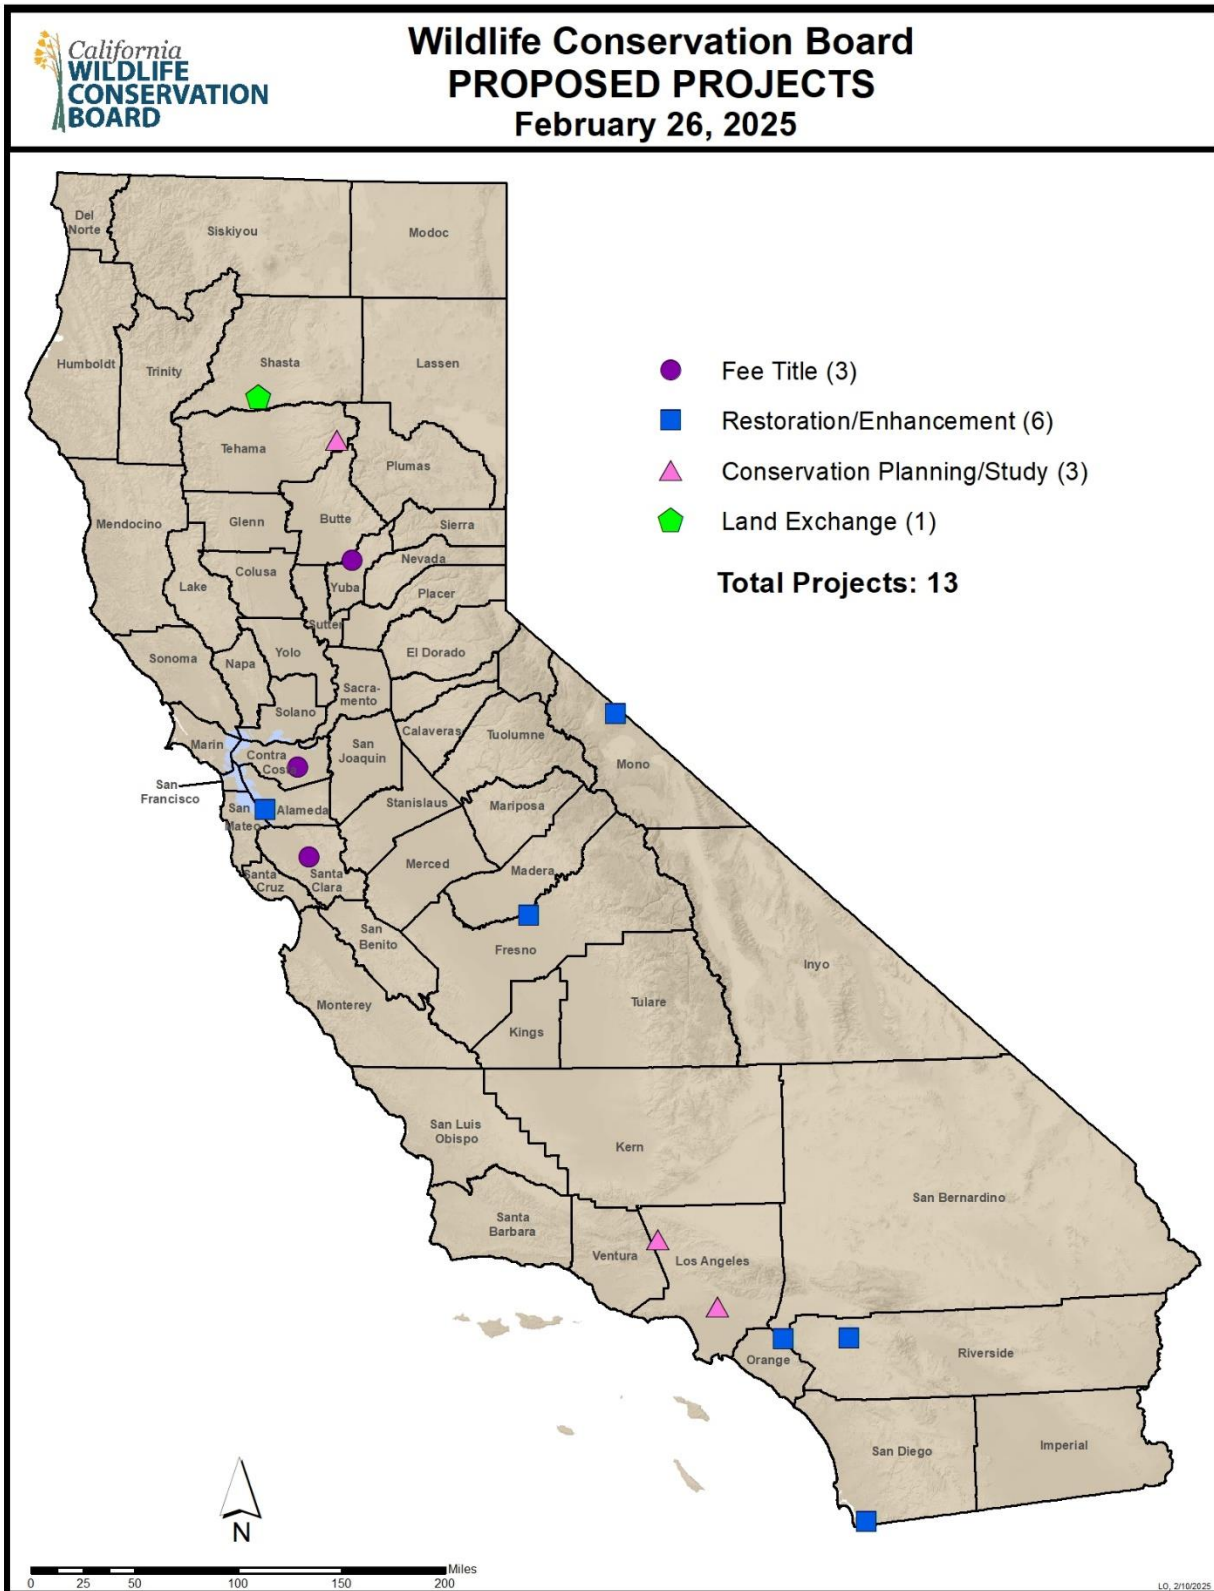 California
WILDLIFE
CONSERVATION
BOARD
Wildlife Conservation Board
PROPOSED PROJECTS
February 26, 2025
Del
Norte
Siskiyou
Modoc
Humboldt
Trinity
Shasta
Lassen
Fee Title (3)
Restoration/Enhancement (6)
Conservation Planning/Study (3)
Land Exchange (1)
Total Projects: 13
Tehama
Plumas
Mendocino
Glenn
Butte
Sierra
Lake
Colusa
Yuba
Nevada
Placer
Sutter
Sonoma
Napa
Yolo
El Dorado
Sacra-
mento
Solano
Marin
Contra
Costa
San
Joaquin
Calaveras
Tuolumne
Mono
San
Francisco
San
Mateo
Alameda
Stanislaus
Mariposa
Santa
Cruz
Santa
Clara
Merced
Madera
San
Benito
Fresno
Inyo
Monterey
Kings
Tulare
San Luis
Obispo
Kern
San Bernardino
Santa
Barbara
Ventura
Los Angeles
Orange
Riverside
San Diego
Imperial
N
Miles
0 25 50 100 150 200
LO, 2/10/2025